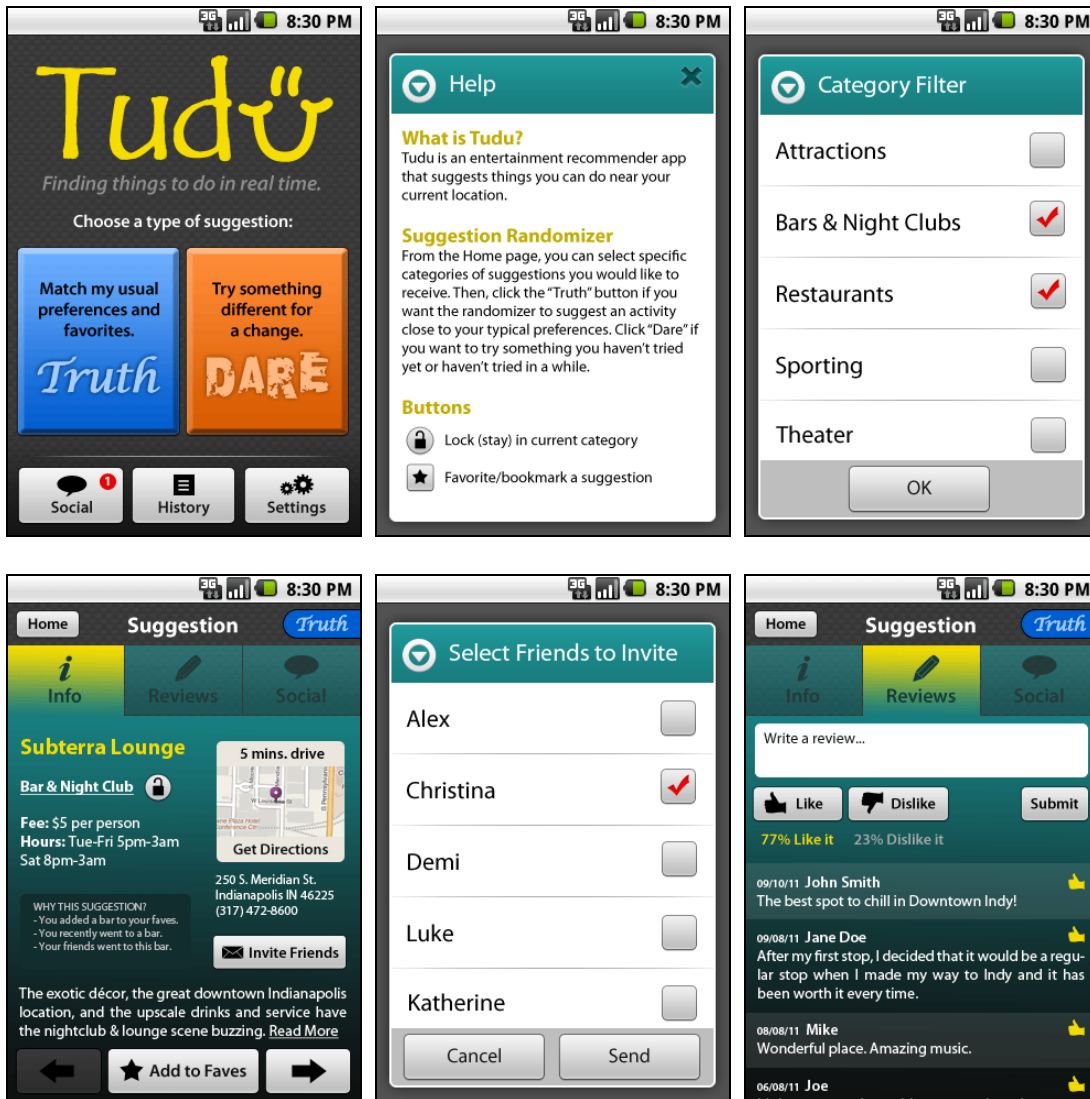 3G 8:30 PM
Tudu
Finding things to do in real time.
Choose a type of suggestion:
Match my usual
preferences and
favorites.
Truth
Try something
different for
a change.
DARE
Social
1
History
Settings
3G 8:30 PM
Help
What is Tudu?
Tudu is an entertainment recommender app
that suggests things you can do near your
current location.
Suggestion Randomizer
From the Home page, you can select specific
categories of suggestions you would like to
receive. Then, click the “Truth” button if you
want the randomizer to suggest an activity
close to your typical preferences. Click “Dare” if
you want to try something you haven’t tried
yet or haven’t tried in a while.
Buttons
Lock (stay) in current category
Favorite/bookmark a suggestion
3G 8:30 PM
Category Filter
Attractions
Bars & Night Clubs
Restaurants
Sporting
Theater
OK
3G 8:30 PM
Home
Suggestion
Truth
i
Info
Reviews
Social
Subterra Lounge
Bar & Night Club
Fee: $5 per person
Hours: Tue-Fri 5pm-3am
Sat 8pm-3am
WHY THIS SUGGESTION?
- You added a bar to your faves.
- You recently went to a bar.
- Your friends went to this bar.
5 mins. drive
Get Directions
250 S. Meridian St.
Indianapolis IN 46225
(317) 472-8600
Invite Friends
The exotic décor, the great downtown Indianapolis
location, and the upscale drinks and service have
the nightclub & lounge scene buzzing. Read More
Add to Faves
3G 8:30 PM
Select Friends to Invite
Alex
Christina
Demi
Luke
Katherine
Cancel
Send
3G 8:30 PM
Home
Suggestion
Truth
i
Info
Reviews
Social
Write a review...
Like
Dislike
Submit
77% Like it
23% Dislike it
09/10/11 John Smith
The best spot to chill in Downtown Indy!
09/08/11 Jane Doe
After my first stop, I decided that it would be a regu-
lar stop when I made my way to Indy and it has
been worth it every time.
08/08/11 Mike
Wonderful place. Amazing music.
06/08/11 Joe